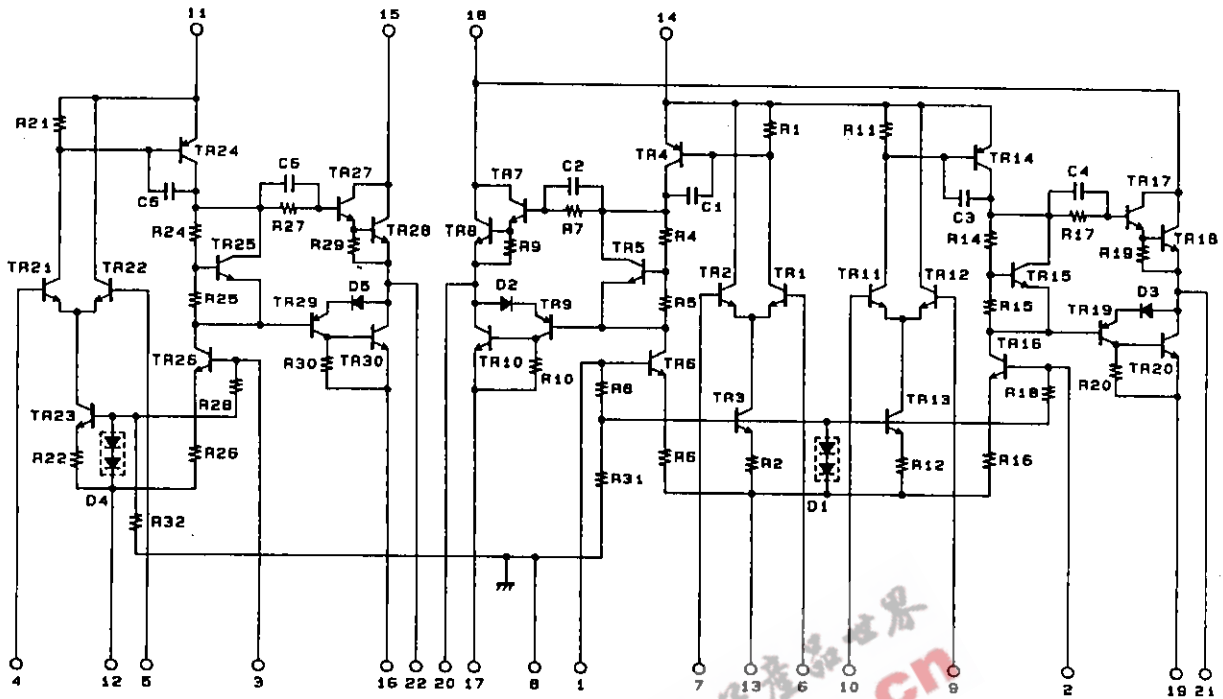 11 15 18 14
R21 TR24 C5 C6 TR27 R27 R24 TR25 R29 TR28
TR21 TR22 R25 TR29 D5 TR26 R30 TR30 R28
TR23 R22 D4 R26 R32
TR7 C2 TR4 R1 R11 TR14 C4 TR17
C1 C3 R17
TR8 R9 R7 R4 TR5 R14 R19 TR18
TR2 TR1 TR11 TR12 TR15
D2 TR9 R5 R15 TR19 D3
TR10 R10 TR6 TR16 R20 TR20
R8 TR3 TR13 R18
R6 R2 R12 R16
R31 D1
4 12 5 3 16 22 20 17 8 1 7 13 6 10 9 2 19 21
.cn